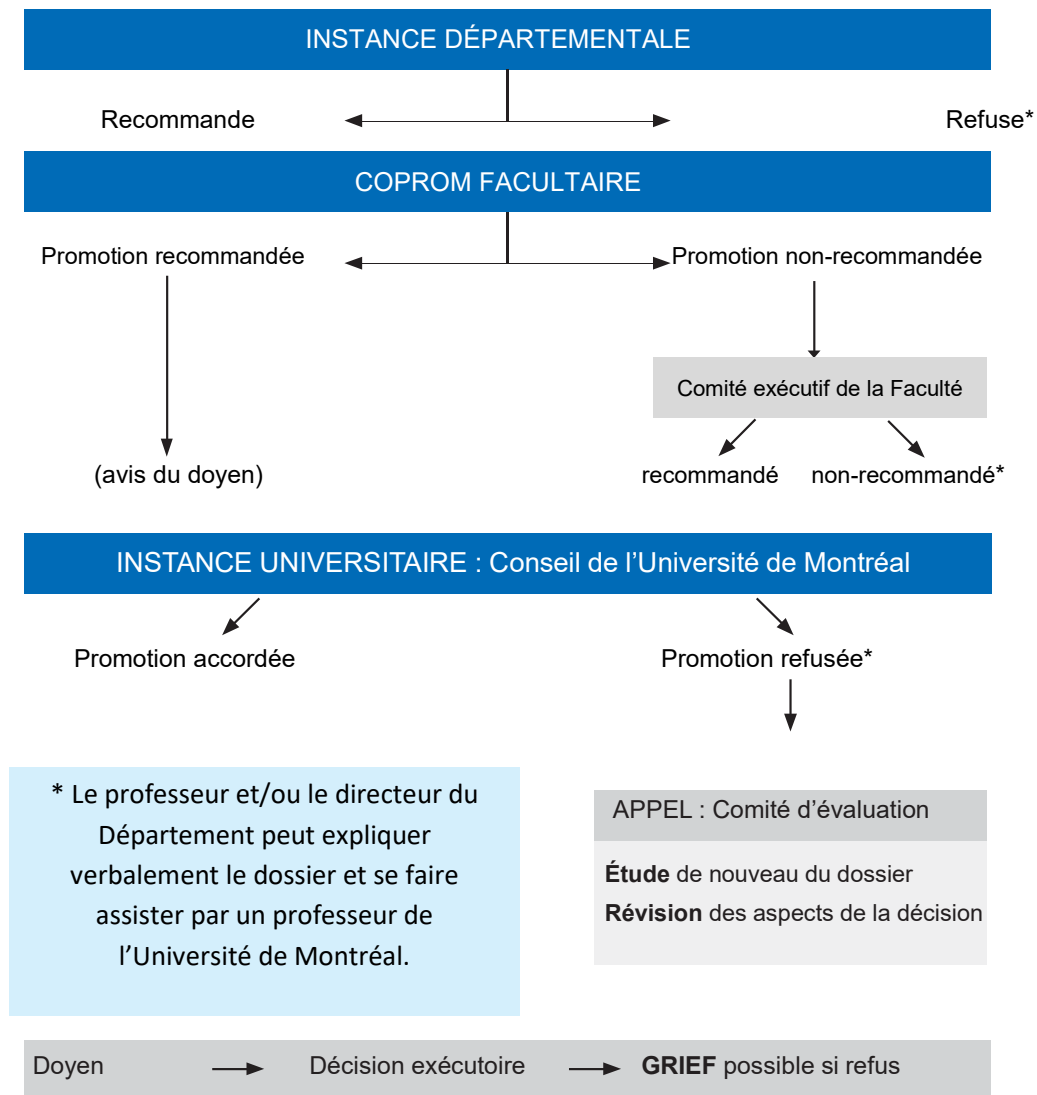 INSTANCE DÉPARTEMENTALE
Recommande
Refuse*
COPROM FACULTAIRE
Promotion recommandée
Promotion non-recommandée
Comité exécutif de la Faculté
(avis du doyen)
recommandé
non-recommandé*
INSTANCE UNIVERSITAIRE : Conseil de l’Université de Montréal
Promotion accordée
Promotion refusée*
* Le professeur et/ou le directeur du
Département peut expliquer
verbalement le dossier et se faire
assister par un professeur de
l’Université de Montréal.
APPEL : Comité d’évaluation
Étude de nouveau du dossier
Révision des aspects de la décision
Doyen
Décision exécutoire
GRIEF possible si refus